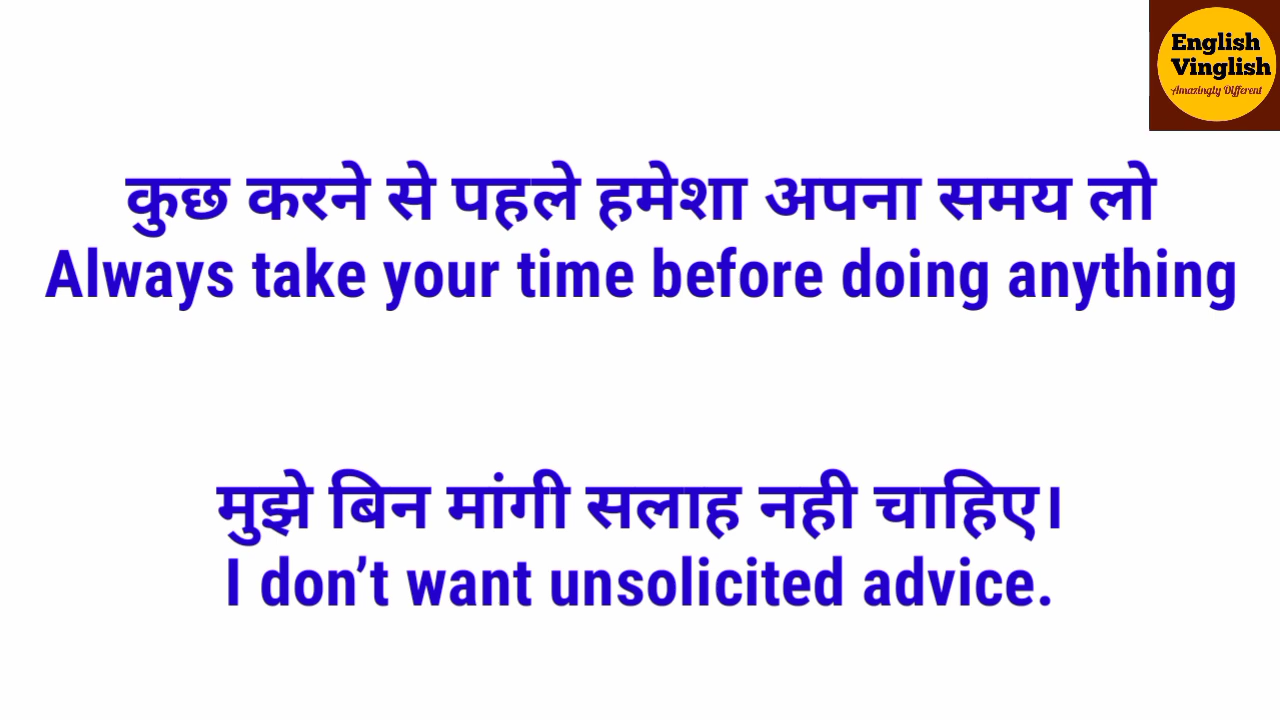 English
Vinglish
Amazingly Different
कुछ करने से पहले हमेशा अपना समय लो
Always take your time before doing anything
मुझे बिन मांगी सलाह नही चाहिए।
I don’t want unsolicited advice.